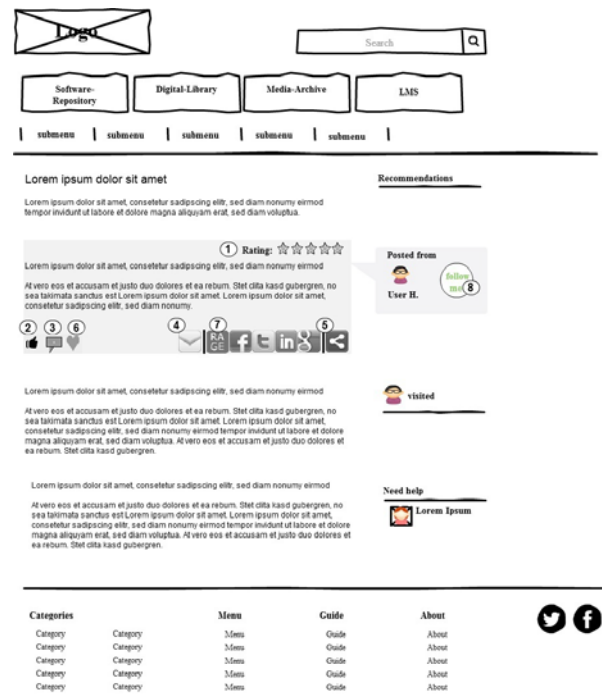 Logo
Search
Software-
Repository
Digital-Library
Media-Archive
LMS
submenu
submenu
submenu
submenu
submenu
Lorem ipsum dolor sit amet
Lorem ipsum dolor sit amet, consetetur sadipscing elitr, sed diam nonumy eirmod
tempor invidunt ut labore et dolore magna aliquyam erat, sed diam voluptua.
Recommendations
1 Rating:
Lorem ipsum dolor sit amet, consetetur sadipscing elitr, sed diam nonumy eirmod
At vero eos et accusam et justo duo dolores et ea rebum. Stet clita kasd gubergren, no
sea takimata sanctus est Lorem ipsum dolor sit amet. Lorem ipsum dolor sit amet,
consetetur sadipscing elitr, sed diam nonumy.
2 3 6 4 7 5
RA
GE
f t in g
Posted from
follow
me
8
User H.
Lorem ipsum dolor sit amet, consetetur sadipscing elitr, sed diam nonumy eirmod
At vero eos et accusam et justo duo dolores et ea rebum. Stet clita kasd gubergren, no
sea takimata sanctus est Lorem ipsum dolor sit amet. Lorem ipsum dolor sit amet,
consetetur sadipscing elitr, sed diam nonumy eirmod tempor invidunt ut labore et dolore
magna aliquyam erat, sed diam voluptua. At vero eos et accusam et justo duo dolores et
ea rebum. Stet clita kasd gubergren.
visited
Lorem ipsum dolor sit amet, consetetur sadipscing elitr, sed diam nonumy eirmod
At vero eos et accusam et justo duo dolores et ea rebum. Stet clita kasd gubergren, no
sea takimata sanctus est Lorem ipsum dolor sit amet. Lorem ipsum dolor sit amet,
consetetur sadipscing elitr, sed diam nonumy eirmod tempor invidunt ut labore et dolore
magna aliquyam erat, sed diam voluptua. At vero eos et accusam et justo duo dolores et
ea rebum. Stet clita kasd gubergren.
Need help
Lorem Ipsum
Categories Menu Guide About
Category Category Menu Guide About
Category Category Menu Guide About
Category Category Menu Guide About
Category Category Menu Guide About
Category Category Menu Guide About